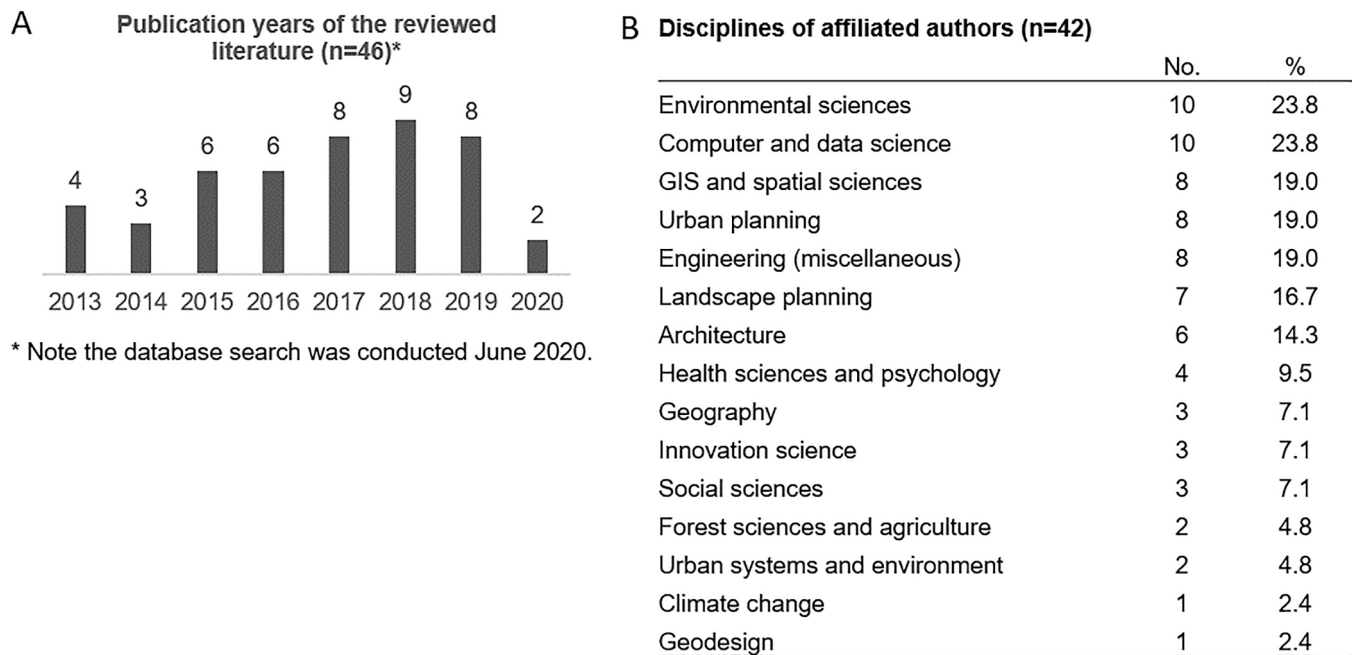 A
Publication years of the reviewed
literature (n=46)*
4
3
6
6
8
9
8
2
2013 2014 2015 2016 2017 2018 2019 2020
* Note the database search was conducted June 2020.
B Disciplines of affiliated authors (n=42)
No. %
Environmental sciences 10 23.8
Computer and data science 10 23.8
GIS and spatial sciences 8 19.0
Urban planning 8 19.0
Engineering (miscellaneous) 8 19.0
Landscape planning 7 16.7
Architecture 6 14.3
Health sciences and psychology 4 9.5
Geography 3 7.1
Innovation science 3 7.1
Social sciences 3 7.1
Forest sciences and agriculture 2 4.8
Urban systems and environment 2 4.8
Climate change 1 2.4
Geodesign 1 2.4